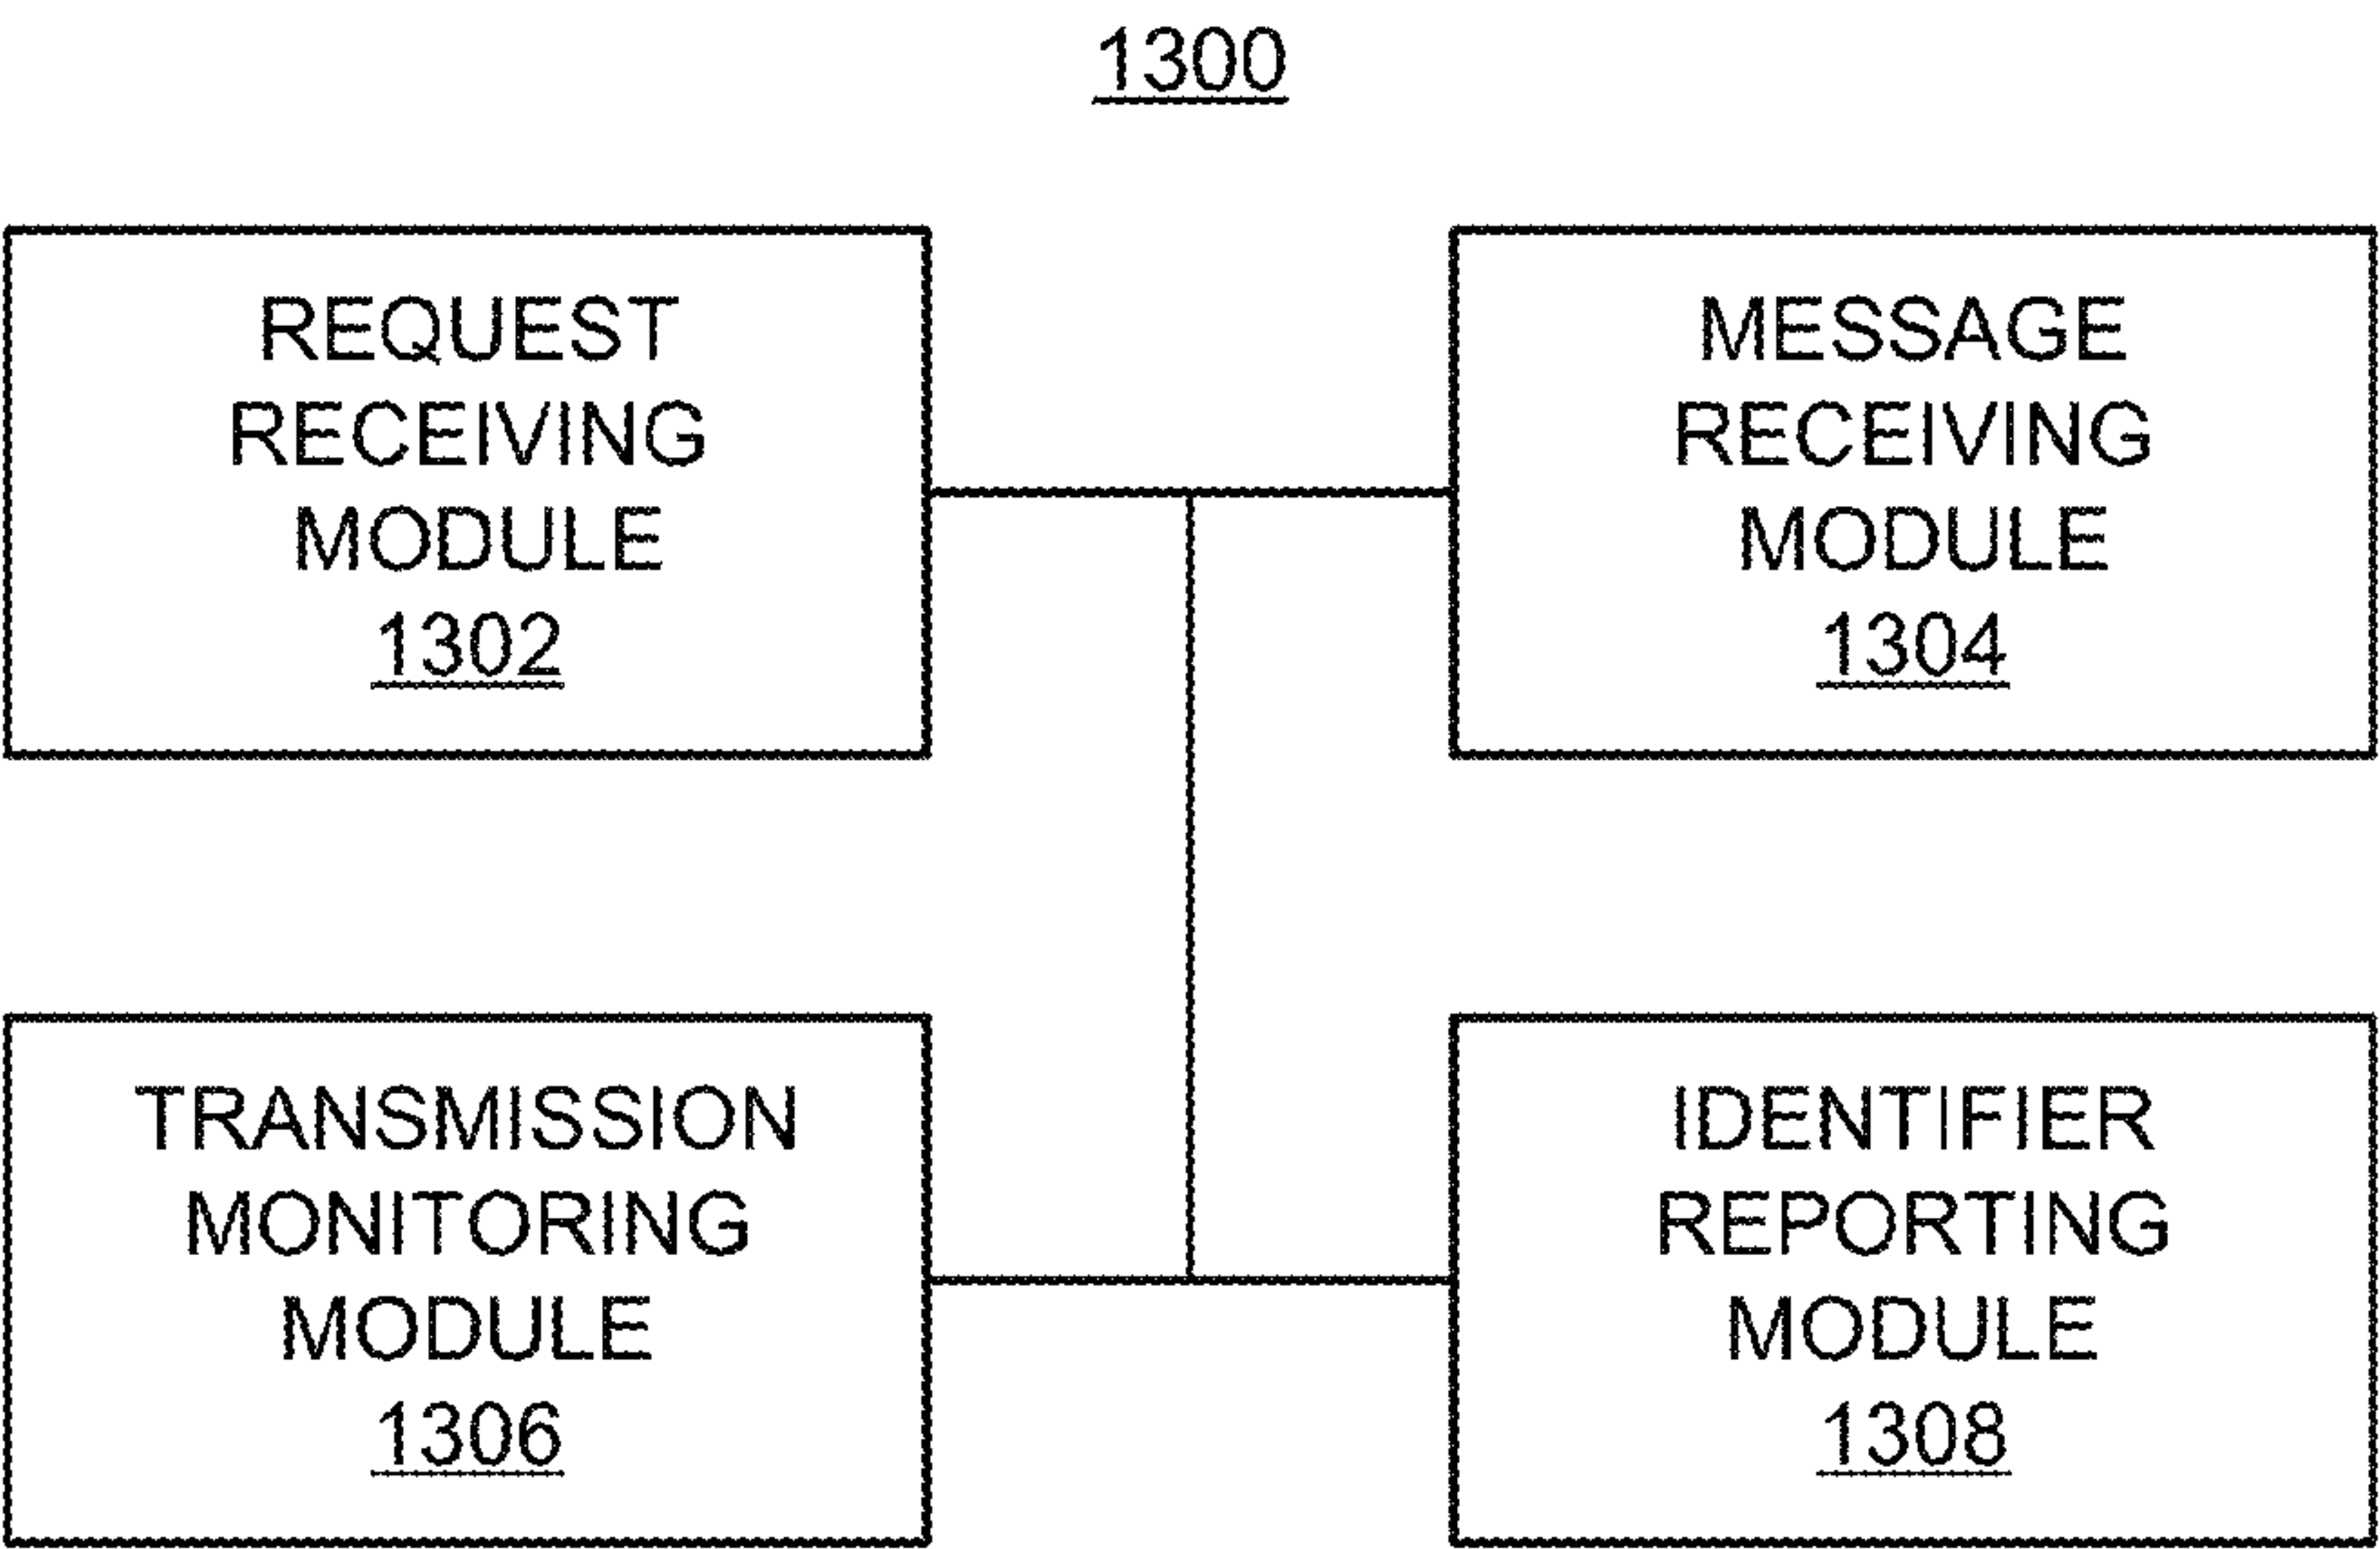 1300
REQUEST
RECEIVING
MODULE
1302
MESSAGE
RECEIVING
MODULE
1304
TRANSMISSION
MONITORING
MODULE
1306
IDENTIFIER
REPORTING
MODULE
1308